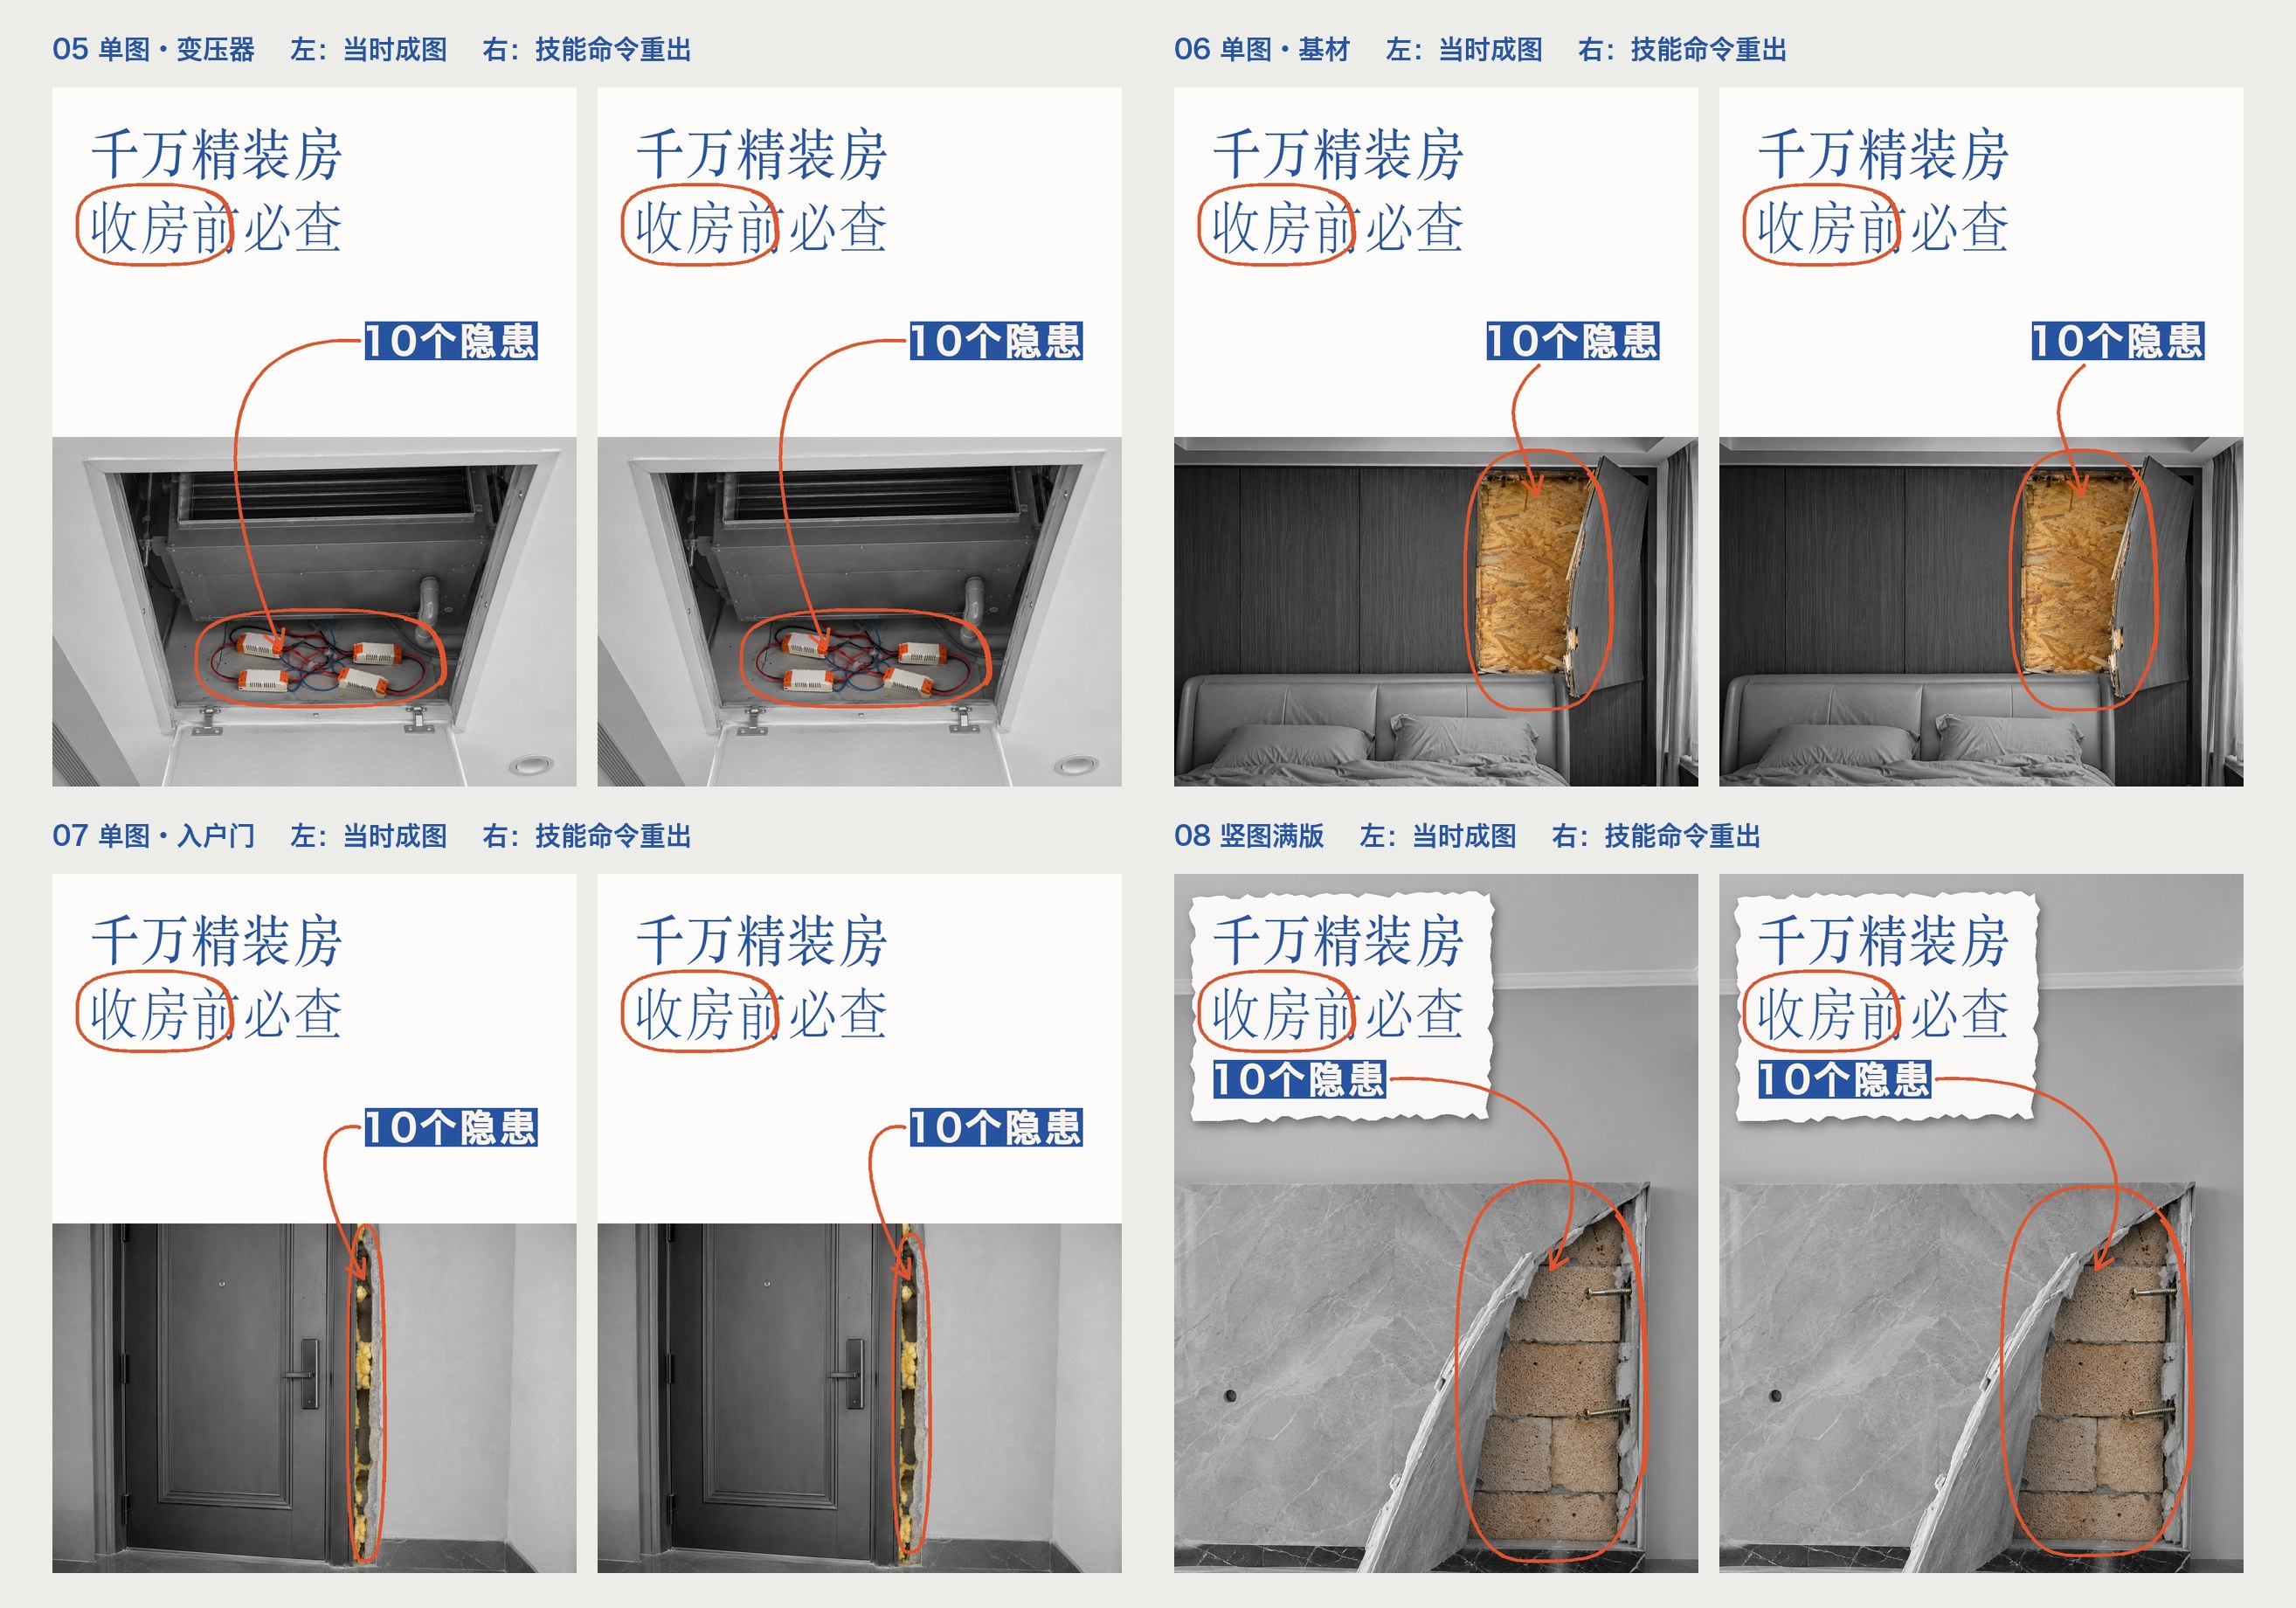 05 单图·变压器 左：当时成图 右：技能命令重出
千万精装房
收房前必查
10个隐患
千万精装房
收房前必查
10个隐患
06 单图·基材 左：当时成图 右：技能命令重出
千万精装房
收房前必查
10个隐患
千万精装房
收房前必查
10个隐患
07 单图·入户门 左：当时成图 右：技能命令重出
千万精装房
收房前必查
10个隐患
千万精装房
收房前必查
10个隐患
08 竖图满版 左：当时成图 右：技能命令重出
千万精装房
收房前必查
10个隐患
千万精装房
收房前必查
10个隐患